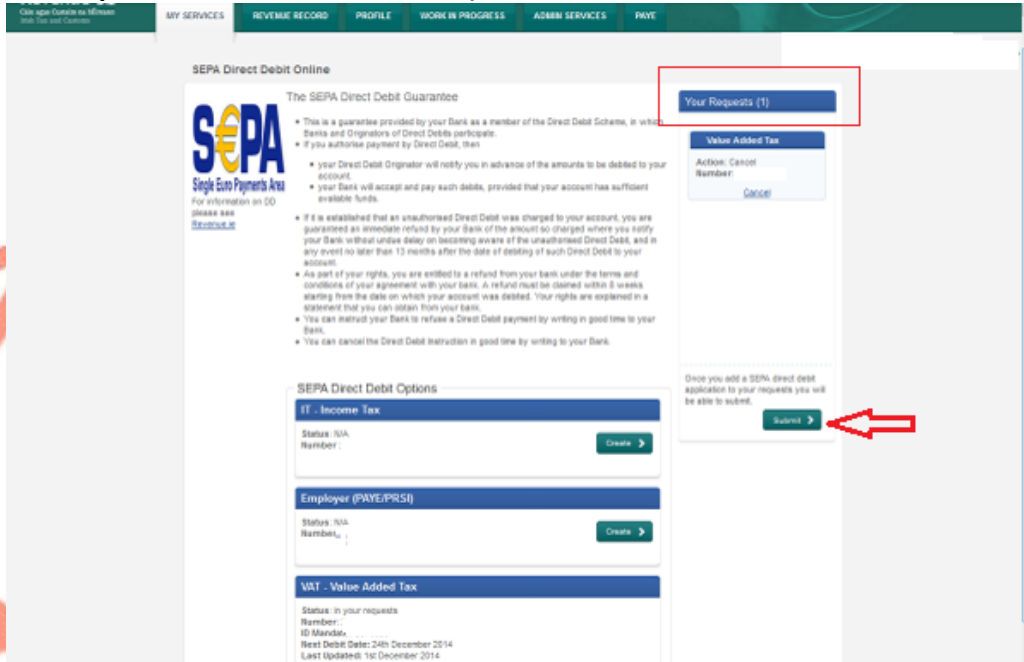 Cáin agus Custaim na hÉireann
Irish Tax and Customs
MY SERVICES
REVENUE RECORD
PROFILE
WORK IN PROGRESS
ADMIN SERVICES
PAYE
SEPA Direct Debit Online
S€PA
Single Euro Payments Area
For information on DD
please see
Revenue.ie
The SEPA Direct Debit Guarantee
This is a guarantee provided by your Bank as a member of the Direct Debit Scheme, in which
Banks and Originators of Direct Debits participate.
If you authorise payment by Direct Debit, then
your Direct Debit Originator will notify you in advance of the amounts to be debited to your
account.
your Bank will accept and pay such debits, provided that your account has sufficient
available funds.
If it is established that an unauthorised Direct Debit was charged to your account, you are
guaranteed an immediate refund by your Bank of the amount so charged where you notify
your Bank without undue delay on becoming aware of the unauthorised Direct Debit, and in
any event no later than 13 months after the date of debiting of such Direct Debit to your
account.
As part of your rights, you are entitled to a refund from your bank under the terms and
conditions of your agreement with your bank. A refund must be claimed within 8 weeks
starting from the date on which your account was debited. Your rights are explained in a
statement that you can obtain from your bank.
You can instruct your Bank to refuse a Direct Debit payment by writing in good time to your
Bank.
You can cancel the Direct Debit Instruction in good time by writing to your Bank.
Your Requests (1)
Value Added Tax
Action: Cancel
Number:
Cancel
Once you add a SEPA direct debit
application to your requests you will
be able to submit.
Submit
SEPA Direct Debit Options
IT - Income Tax
Status: N/A
Number:
Create
Employer (PAYE/PRSI)
Status: N/A
Number
Create
VAT - Value Added Tax
Status: In your requests
Number:
ID Mandate
Next Debit Date: 24th December 2014
Last Updated: 1st December 2014